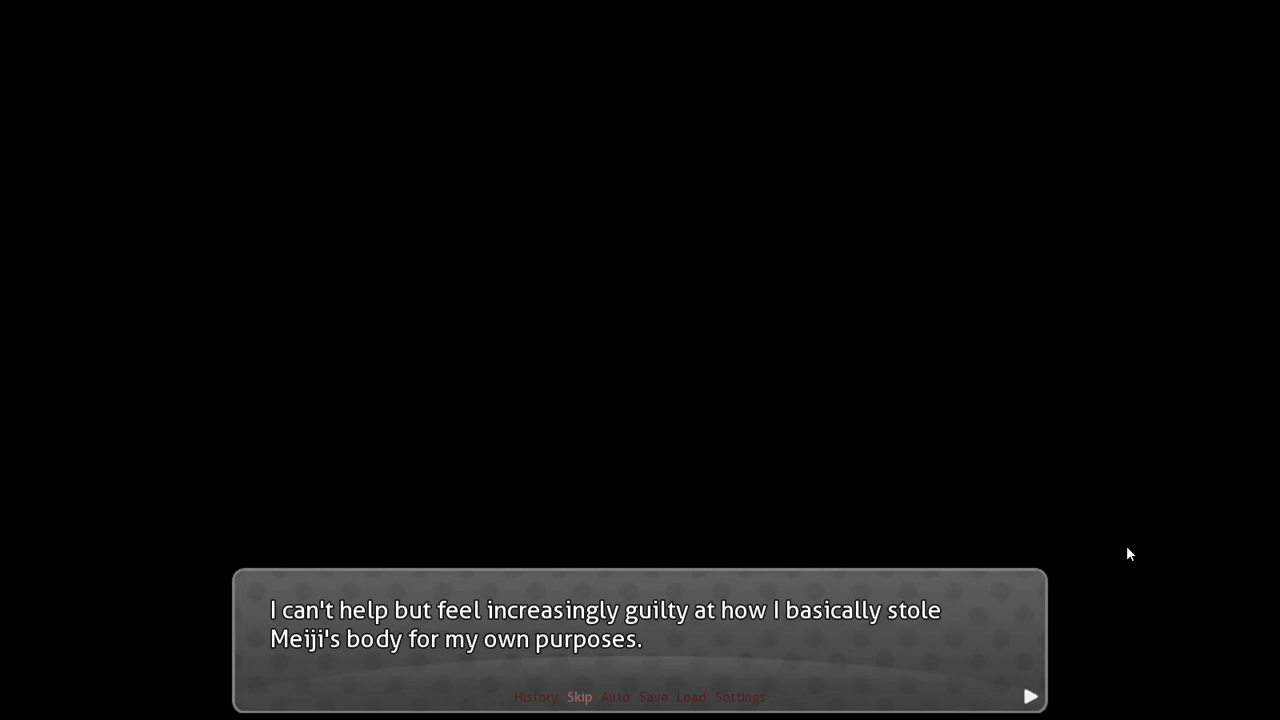 I can't help but feel increasingly guilty at how I basically stole
Meiji's body for my own purposes.
History Skip Auto Save Load Settings